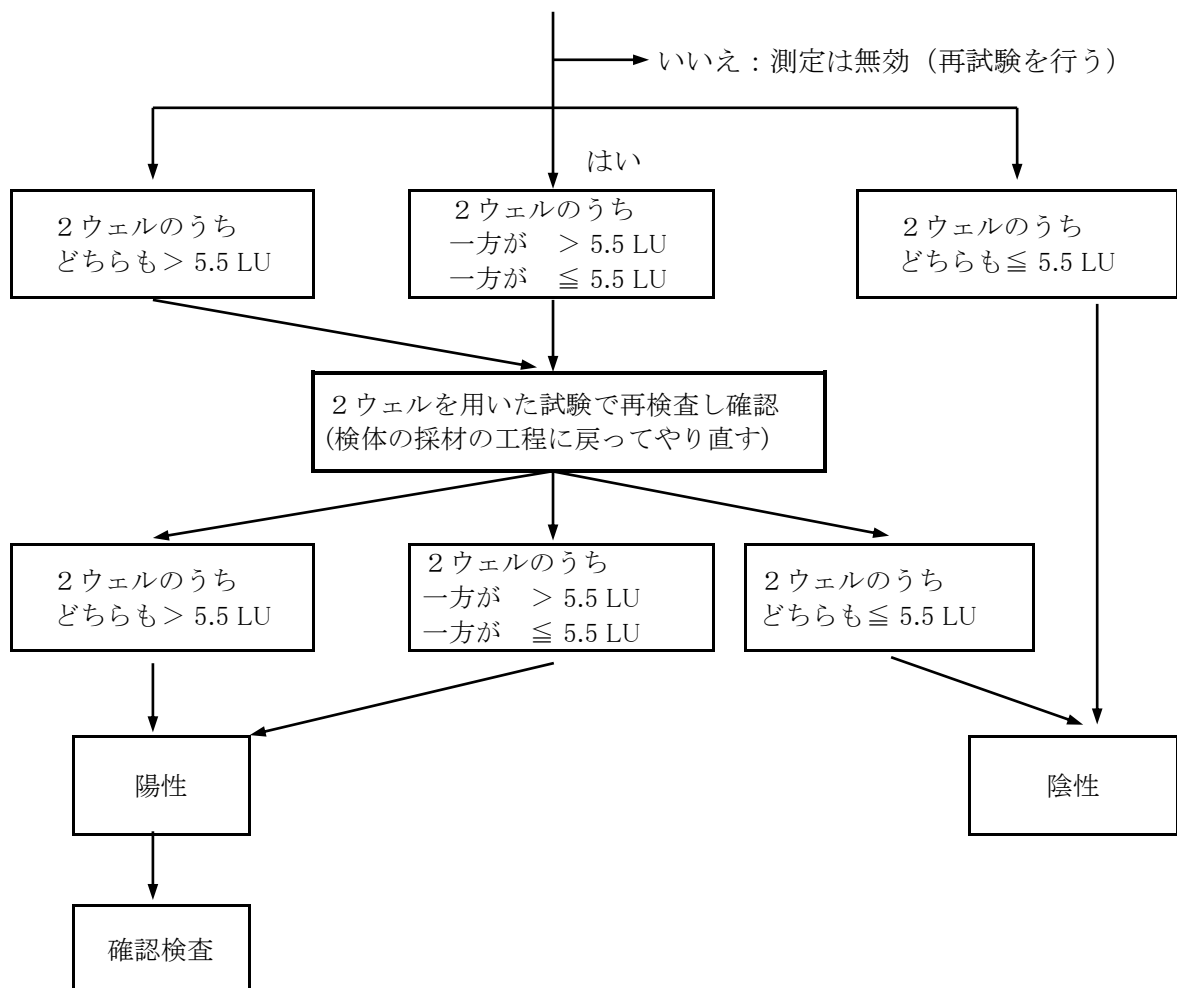 いいえ：測定は無効（再試験を行う）
はい
２ウェルのうち
どちらも＞ 5.5 LU
２ウェルのうち
一方が　＞ 5.5 LU
一方が　≦ 5.5 LU
２ウェルのうち
どちらも≦ 5.5 LU
２ウェルを用いた試験で再検査し確認
(検体の採材の工程に戻ってやり直す)
２ウェルのうち
どちらも＞ 5.5 LU
２ウェルのうち
一方が　＞ 5.5 LU
一方が　≦ 5.5 LU
２ウェルのうち
どちらも≦ 5.5 LU
陽性
陰性
確認検査